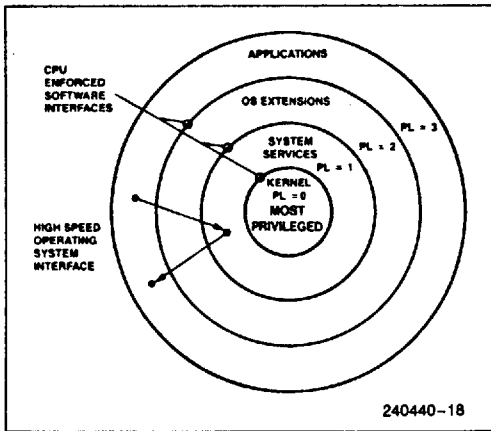 APPLICATIONS
CPU
ENFORCED
SOFTWARE
INTERFACES
OS EXTENSIONS
PL = 3
SYSTEM
SERVICES
PL = 2
PL = 1
KERNEL
PL = 0
MOST
PRIVILEGED
HIGH SPEED
OPERATING
SYSTEM
INTERFACE
240440-18